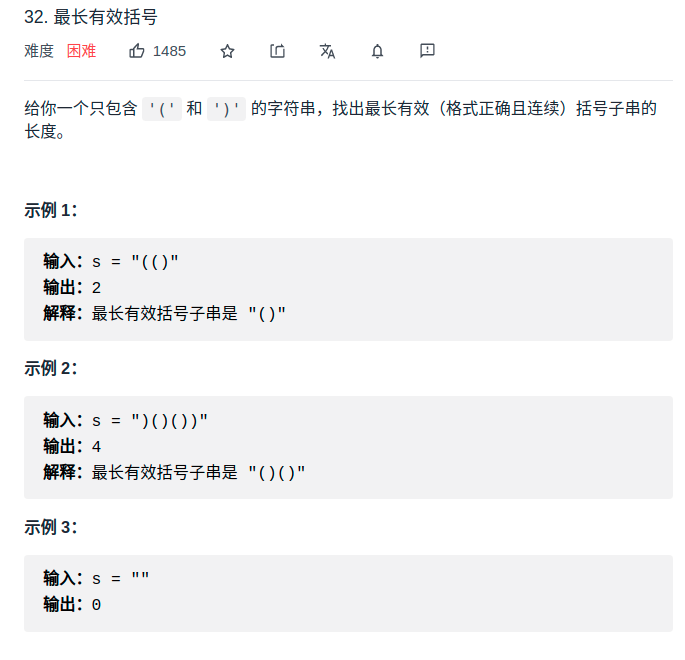 32. 最长有效括号
难度 困难 1485
给你一个只包含 '(' 和 ')' 的字符串，找出最长有效（格式正确且连续）括号子串的
长度。
示例 1：
输入：s = "(()"
输出：2
解释：最长有效括号子串是 "()"
示例 2：
输入：s = ")()())"
输出：4
解释：最长有效括号子串是 "()()"
示例 3：
输入：s = ""
输出：0